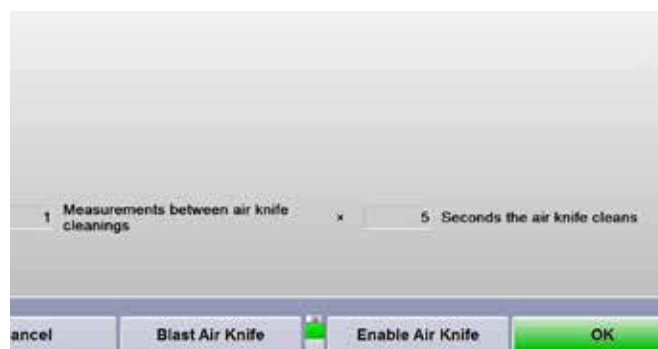 1 Measurements between air knife
cleanings
× 5 Seconds the air knife cleans
ancel Blast Air Knife Enable Air Knife OK